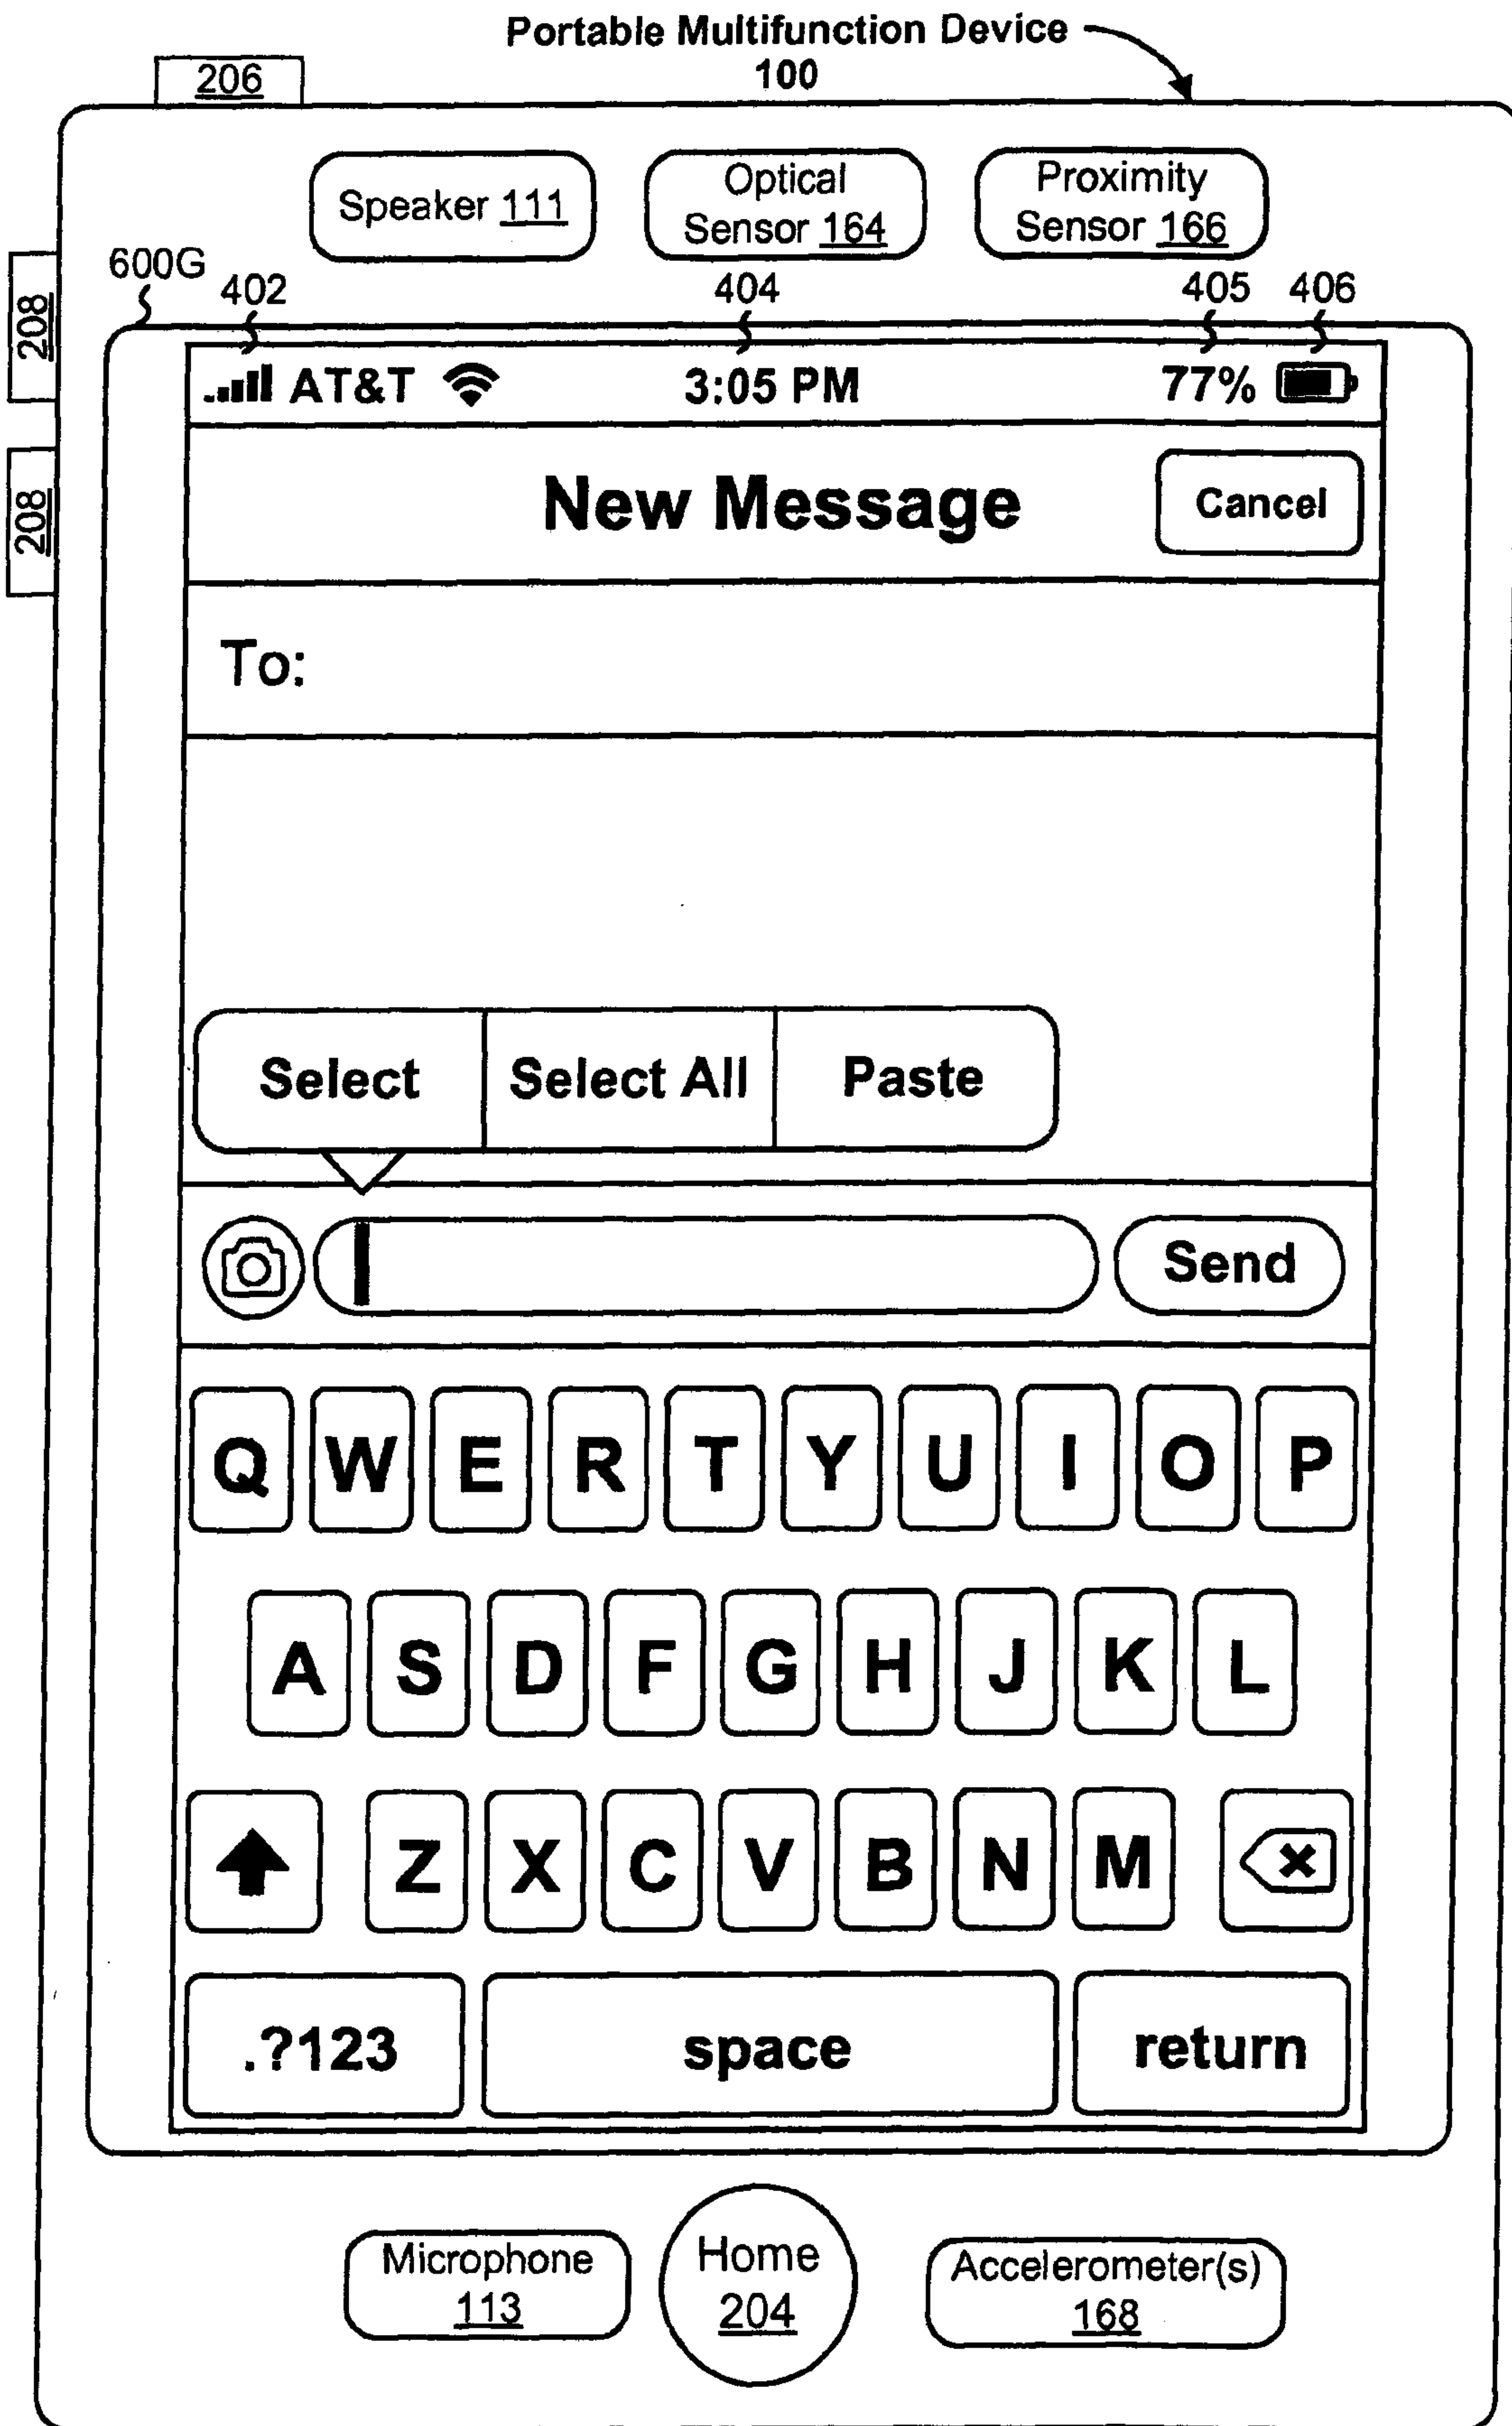 Portable Multifunction Device
100
206
Speaker 111
Optical
Sensor 164
Proximity
Sensor 166
208
208
600G
402
404
405
406
AT&T
3:05 PM
77%
New Message
Cancel
To:
Select
Select All
Paste
Send
Q W E R T Y U I O P
A S D F G H J K L
Z X C V B N M
.?123
space
return
Microphone
113
Home
204
Accelerometer(s)
168